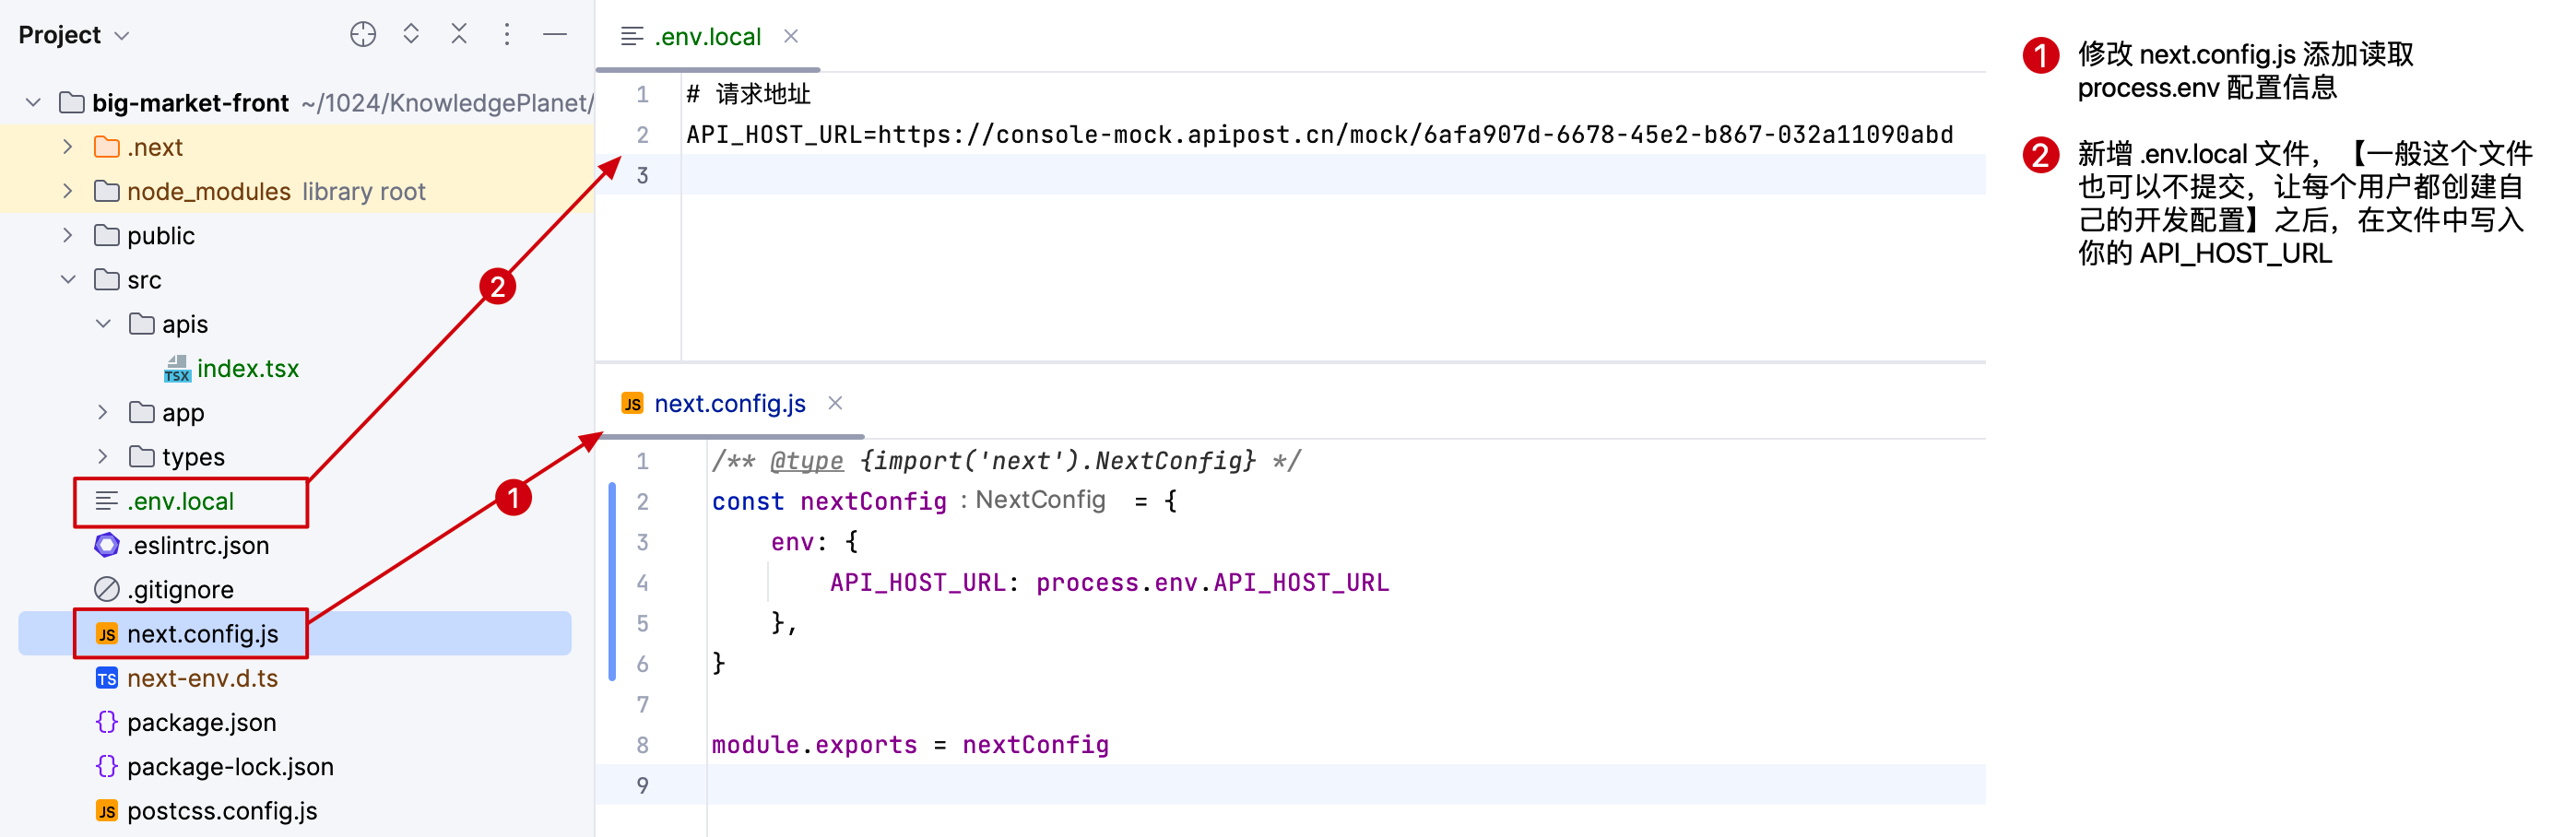 Project
big-market-front ~/1024/KnowledgePlanet/
.next
node_modules library root
public
src
apis
TSX index.tsx
app
types
.env.local
.eslintrc.json
.gitignore
JS next.config.js
TS next-env.d.ts
{} package.json
{} package-lock.json
JS postcss.config.js
2
1
.env.local
1 # 请求地址
2 API_HOST_URL=https://console-mock.apipost.cn/mock/6afa907d-6678-45e2-b867-032a11090abd
3
JS next.config.js
1 /** @type {import('next').NextConfig} */
2 const nextConfig : NextConfig = {
3 env: {
4 API_HOST_URL: process.env.API_HOST_URL
5 },
6 }
7
8 module.exports = nextConfig
9
1 修改 next.config.js 添加读取
process.env 配置信息
2 新增 .env.local 文件，【一般这个文件
也可以不提交，让每个用户都创建自
己的开发配置】之后，在文件中写入
你的 API_HOST_URL